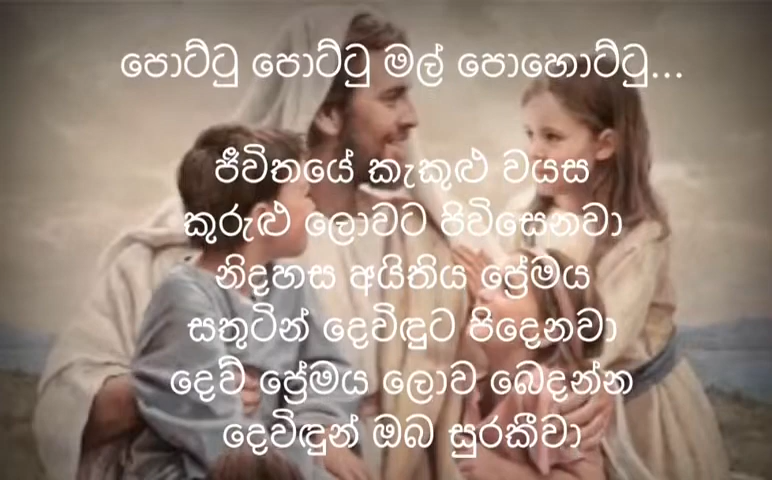 පොට්ටු පොට්ටු මල් පොහොට්ටු...
ජීවිතයේ කැකුළු වයස
කුරුළු ලොවට පිවිසෙනවා
නිදහස අයිතිය ප්‍රේමය
සතුටින් දෙවිඳුට පිදෙනවා
දෙව් ප්‍රේමය ලොව බෙදන්න
දෙවිඳුන් ඔබ සුරකීවා